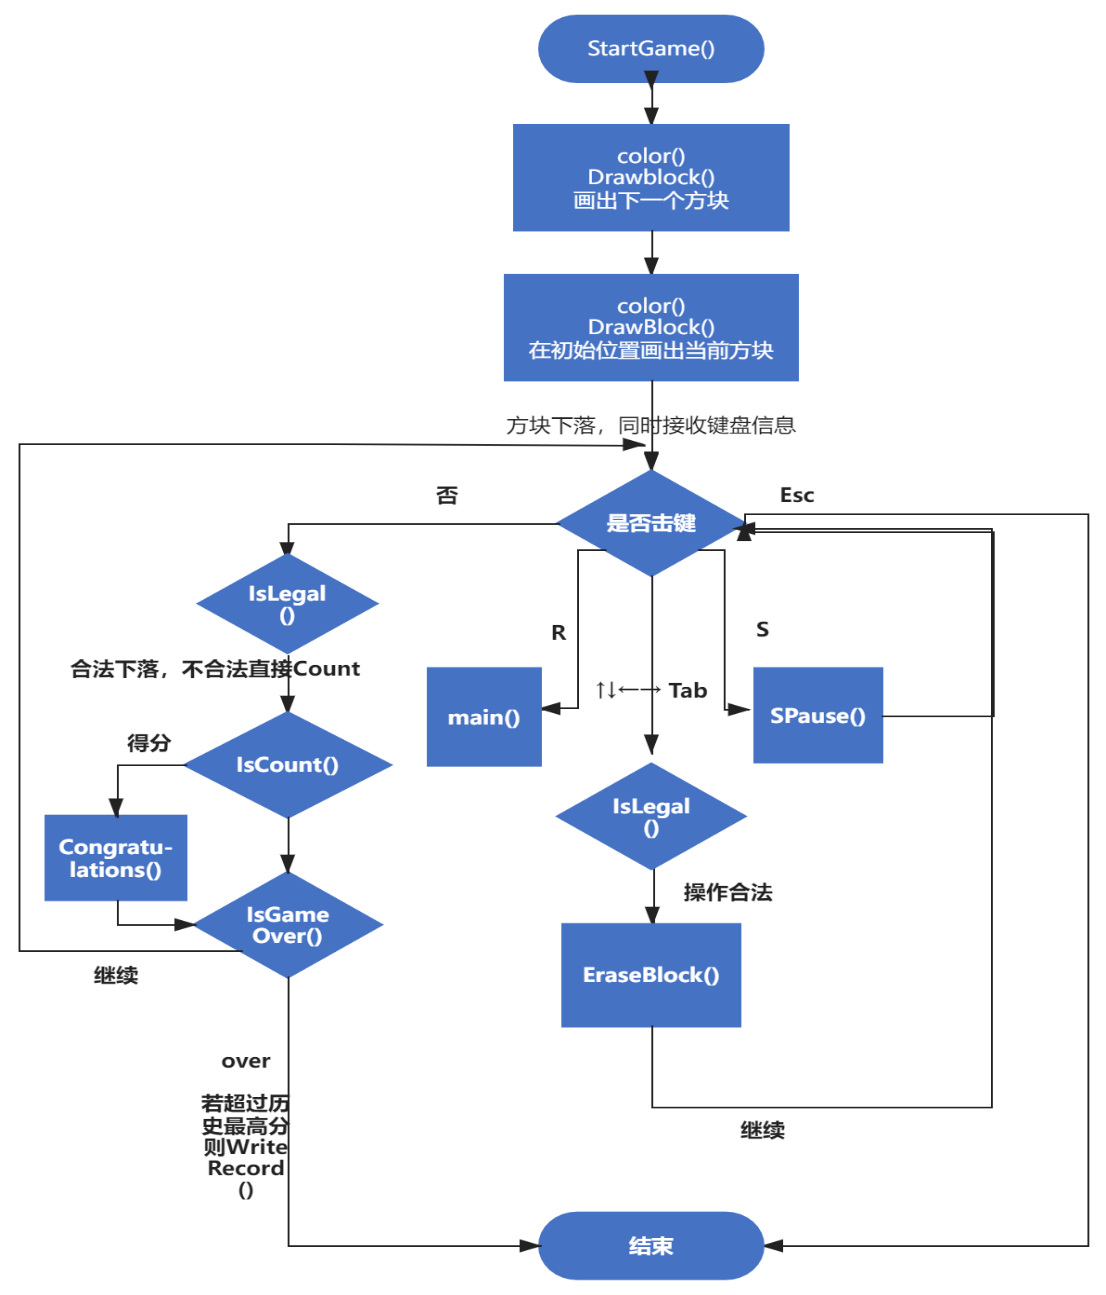 StartGame()
color()
Drawblock()
画出下一个方块
color()
DrawBlock()
在初始位置画出当前方块
方块下落，同时接收键盘信息
否
Esc
是否击键
IsLegal
()
R
S
合法下落，不合法直接Count
↑↓←→ Tab
main()
SPause()
得分
IsCount()
IsLegal
()
Congratu-
lations()
操作合法
IsGame
Over()
继续
EraseBlock()
over
若超过历
史最高分
则Write
Record
()
继续
结束